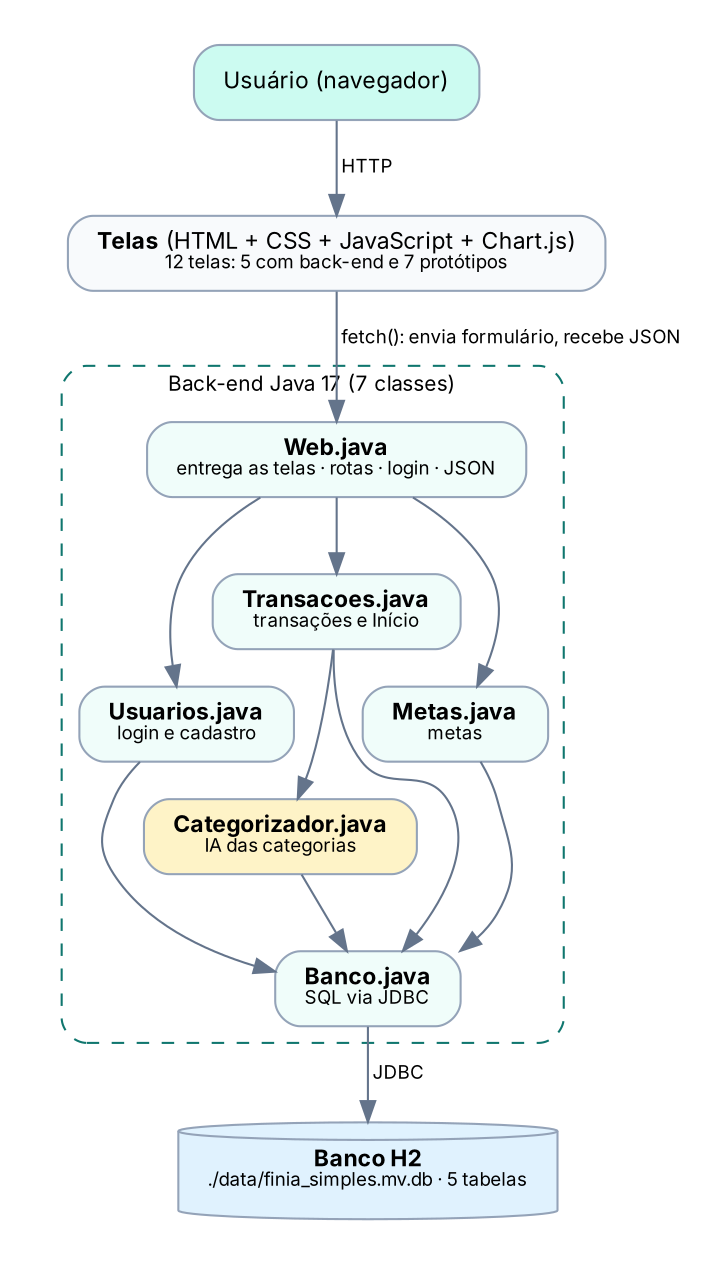 Usuário (navegador)
HTTP
Telas (HTML + CSS + JavaScript + Chart.js)
12 telas: 5 com back-end e 7 protótipos
fetch(): envia formulário, recebe JSON
Back-end Java 17 (7 classes)
Web.java
entrega as telas · rotas · login · JSON
Transacoes.java
transações e Início
Usuarios.java
login e cadastro
Metas.java
metas
Categorizador.java
IA das categorias
Banco.java
SQL via JDBC
JDBC
Banco H2
./data/finia_simples.mv.db · 5 tabelas